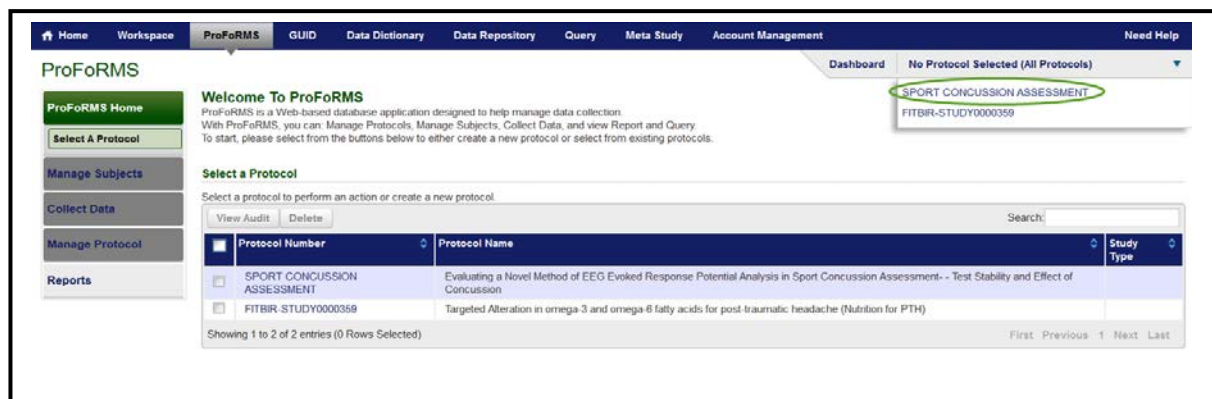 Home Workspace ProFoRMS GUID Data Dictionary Data Repository Query Meta Study Account Management Need Help
ProFoRMS
Dashboard No Protocol Selected (All Protocols)
SPORT CONCUSSION ASSESSMENT
FITBIR-STUDY0000359
ProFoRMS Home
Select A Protocol
Manage Subjects
Collect Data
Manage Protocol
Reports
Welcome To ProFoRMS
ProFoRMS is a Web-based database application designed to help manage data collection.
With ProFoRMS, you can: Manage Protocols, Manage Subjects, Collect Data, and view Report and Query.
To start, please select from the buttons below to either create a new protocol or select from existing protocols.
Select a Protocol
Select a protocol to perform an action or create a new protocol.
View Audit Delete Search:
Protocol Number Protocol Name Study
Type
SPORT CONCUSSION Evaluating a Novel Method of EEG Evoked Response Potential Analysis in Sport Concussion Assessment- - Test Stability and Effect of
ASSESSMENT Concussion
FITBIR-STUDY0000359 Targeted Alteration in omega-3 and omega-6 fatty acids for post-traumatic headache (Nutrition for PTH)
Showing 1 to 2 of 2 entries (0 Rows Selected) First Previous 1 Next Last